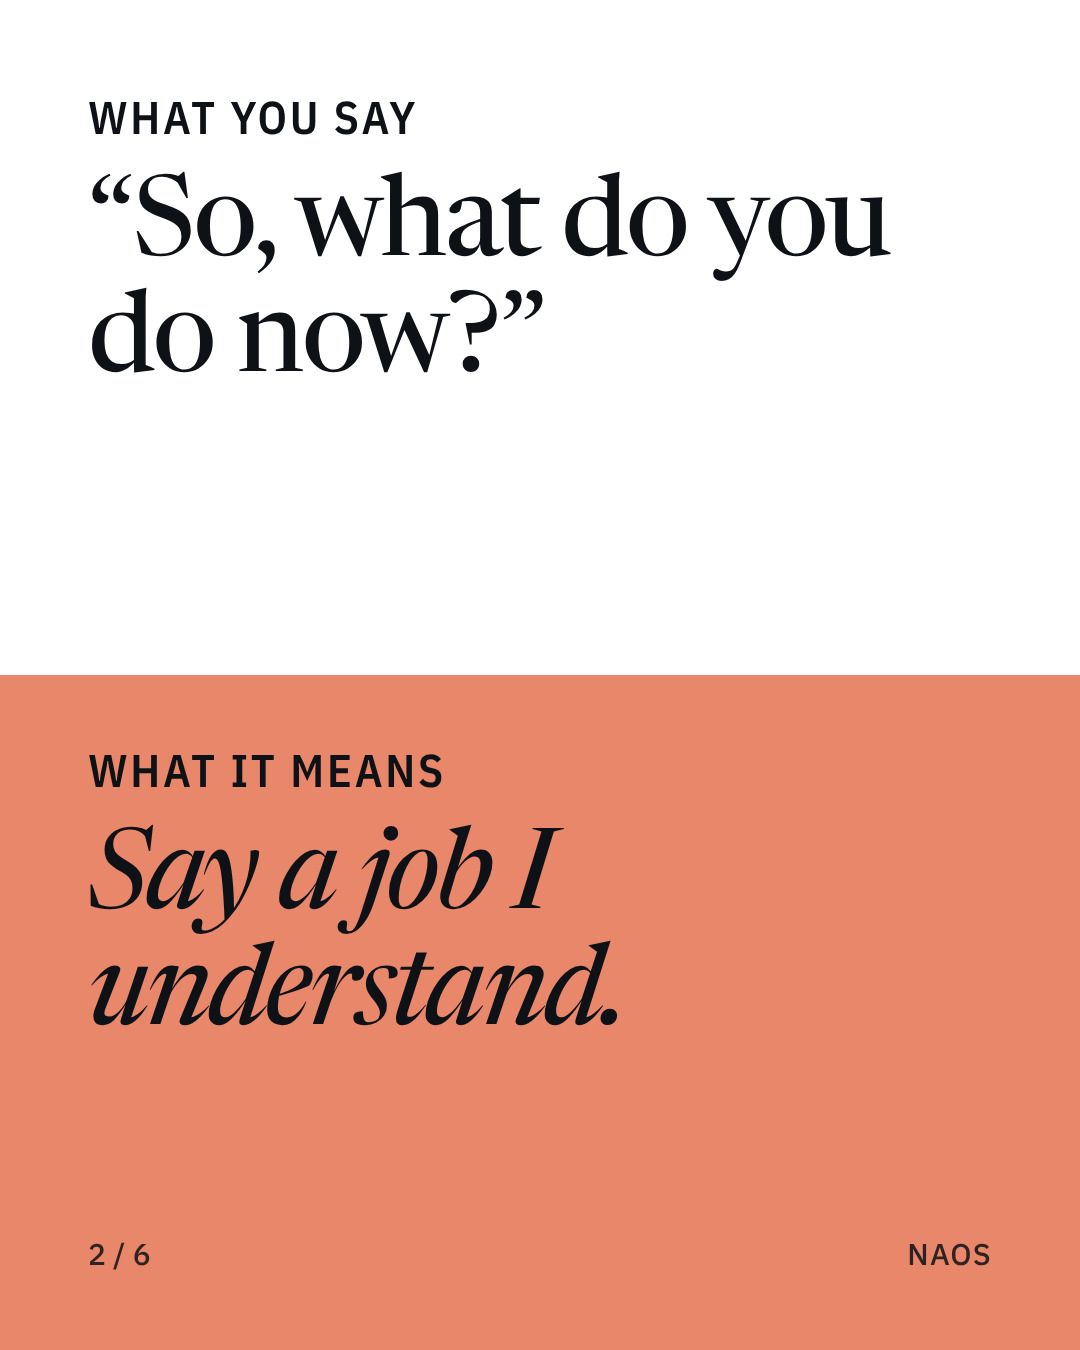 WHAT YOU SAY
“So, what do you
do now?”
WHAT IT MEANS
Say a job I
understand.
2 / 6
NAOS